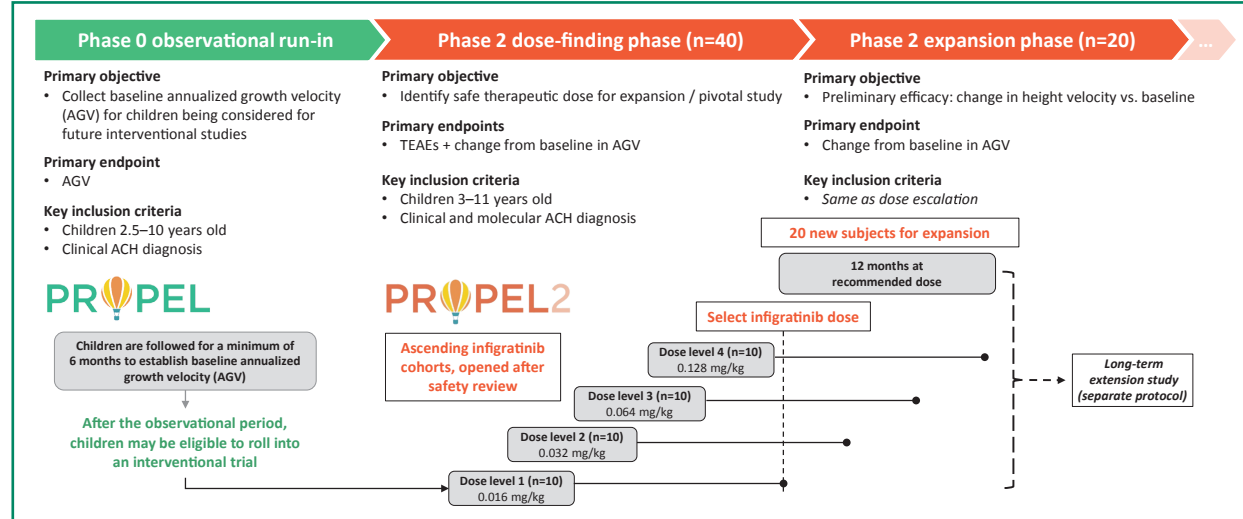 Phase 0 observational run-in
Phase 2 dose-finding phase (n=40)
Phase 2 expansion phase (n=20)
...
Primary objective
• Collect baseline annualized growth velocity
(AGV) for children being considered for
future interventional studies
Primary endpoint
• AGV
Key inclusion criteria
• Children 2.5–10 years old
• Clinical ACH diagnosis
PROPEL
Children are followed for a minimum of
6 months to establish baseline annualized
growth velocity (AGV)
After the observational period,
children may be eligible to roll into
an interventional trial
Primary objective
• Identify safe therapeutic dose for expansion / pivotal study
Primary endpoints
• TEAEs + change from baseline in AGV
Key inclusion criteria
• Children 3–11 years old
• Clinical and molecular ACH diagnosis
PROPEL2
Ascending infigratinib
cohorts, opened after
safety review
Primary objective
• Preliminary efficacy: change in height velocity vs. baseline
Primary endpoint
• Change from baseline in AGV
Key inclusion criteria
• Same as dose escalation
20 new subjects for expansion
12 months at
recommended dose
Select infigratinib dose
Dose level 4 (n=10)
0.128 mg/kg
Dose level 3 (n=10)
0.064 mg/kg
Dose level 2 (n=10)
0.032 mg/kg
Dose level 1 (n=10)
0.016 mg/kg
Long-term
extension study
(separate protocol)